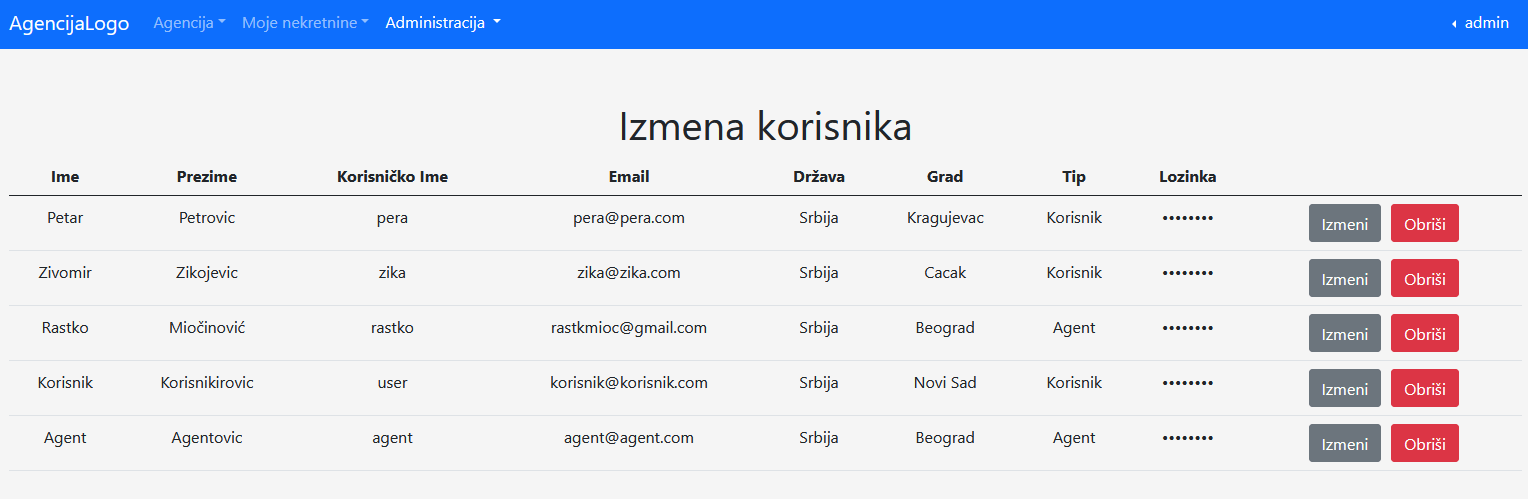 AgencijaLogo Agencija Moje nekretnine Administracija admin
Izmena korisnika
Ime Prezime Korisničko Ime Email Država Grad Tip Lozinka
Petar Petrovic pera pera@pera.com Srbija Kragujevac Korisnik •••••••• Izmeni Obriši
Zivomir Zikojevic zika zika@zika.com Srbija Cacak Korisnik •••••••• Izmeni Obriši
Rastko Miočinović rastko rastkmioc@gmail.com Srbija Beograd Agent •••••••• Izmeni Obriši
Korisnik Korisnikirovic user korisnik@korisnik.com Srbija Novi Sad Korisnik •••••••• Izmeni Obriši
Agent Agentovic agent agent@agent.com Srbija Beograd Agent •••••••• Izmeni Obriši